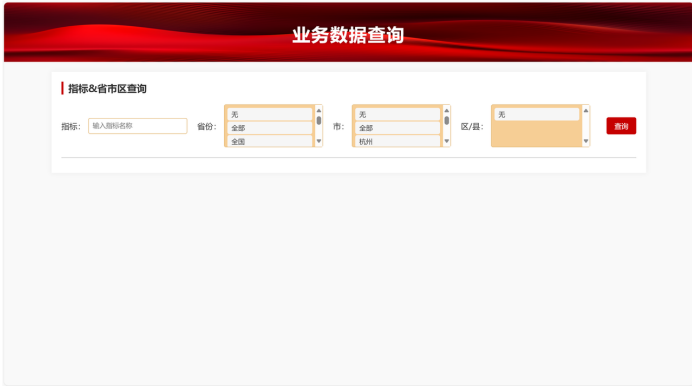 业务数据查询
指标&省市区查询
指标: 输入指标名称 省份: 无 全部 全国 市: 无 全部 杭州 区/县: 无 查询